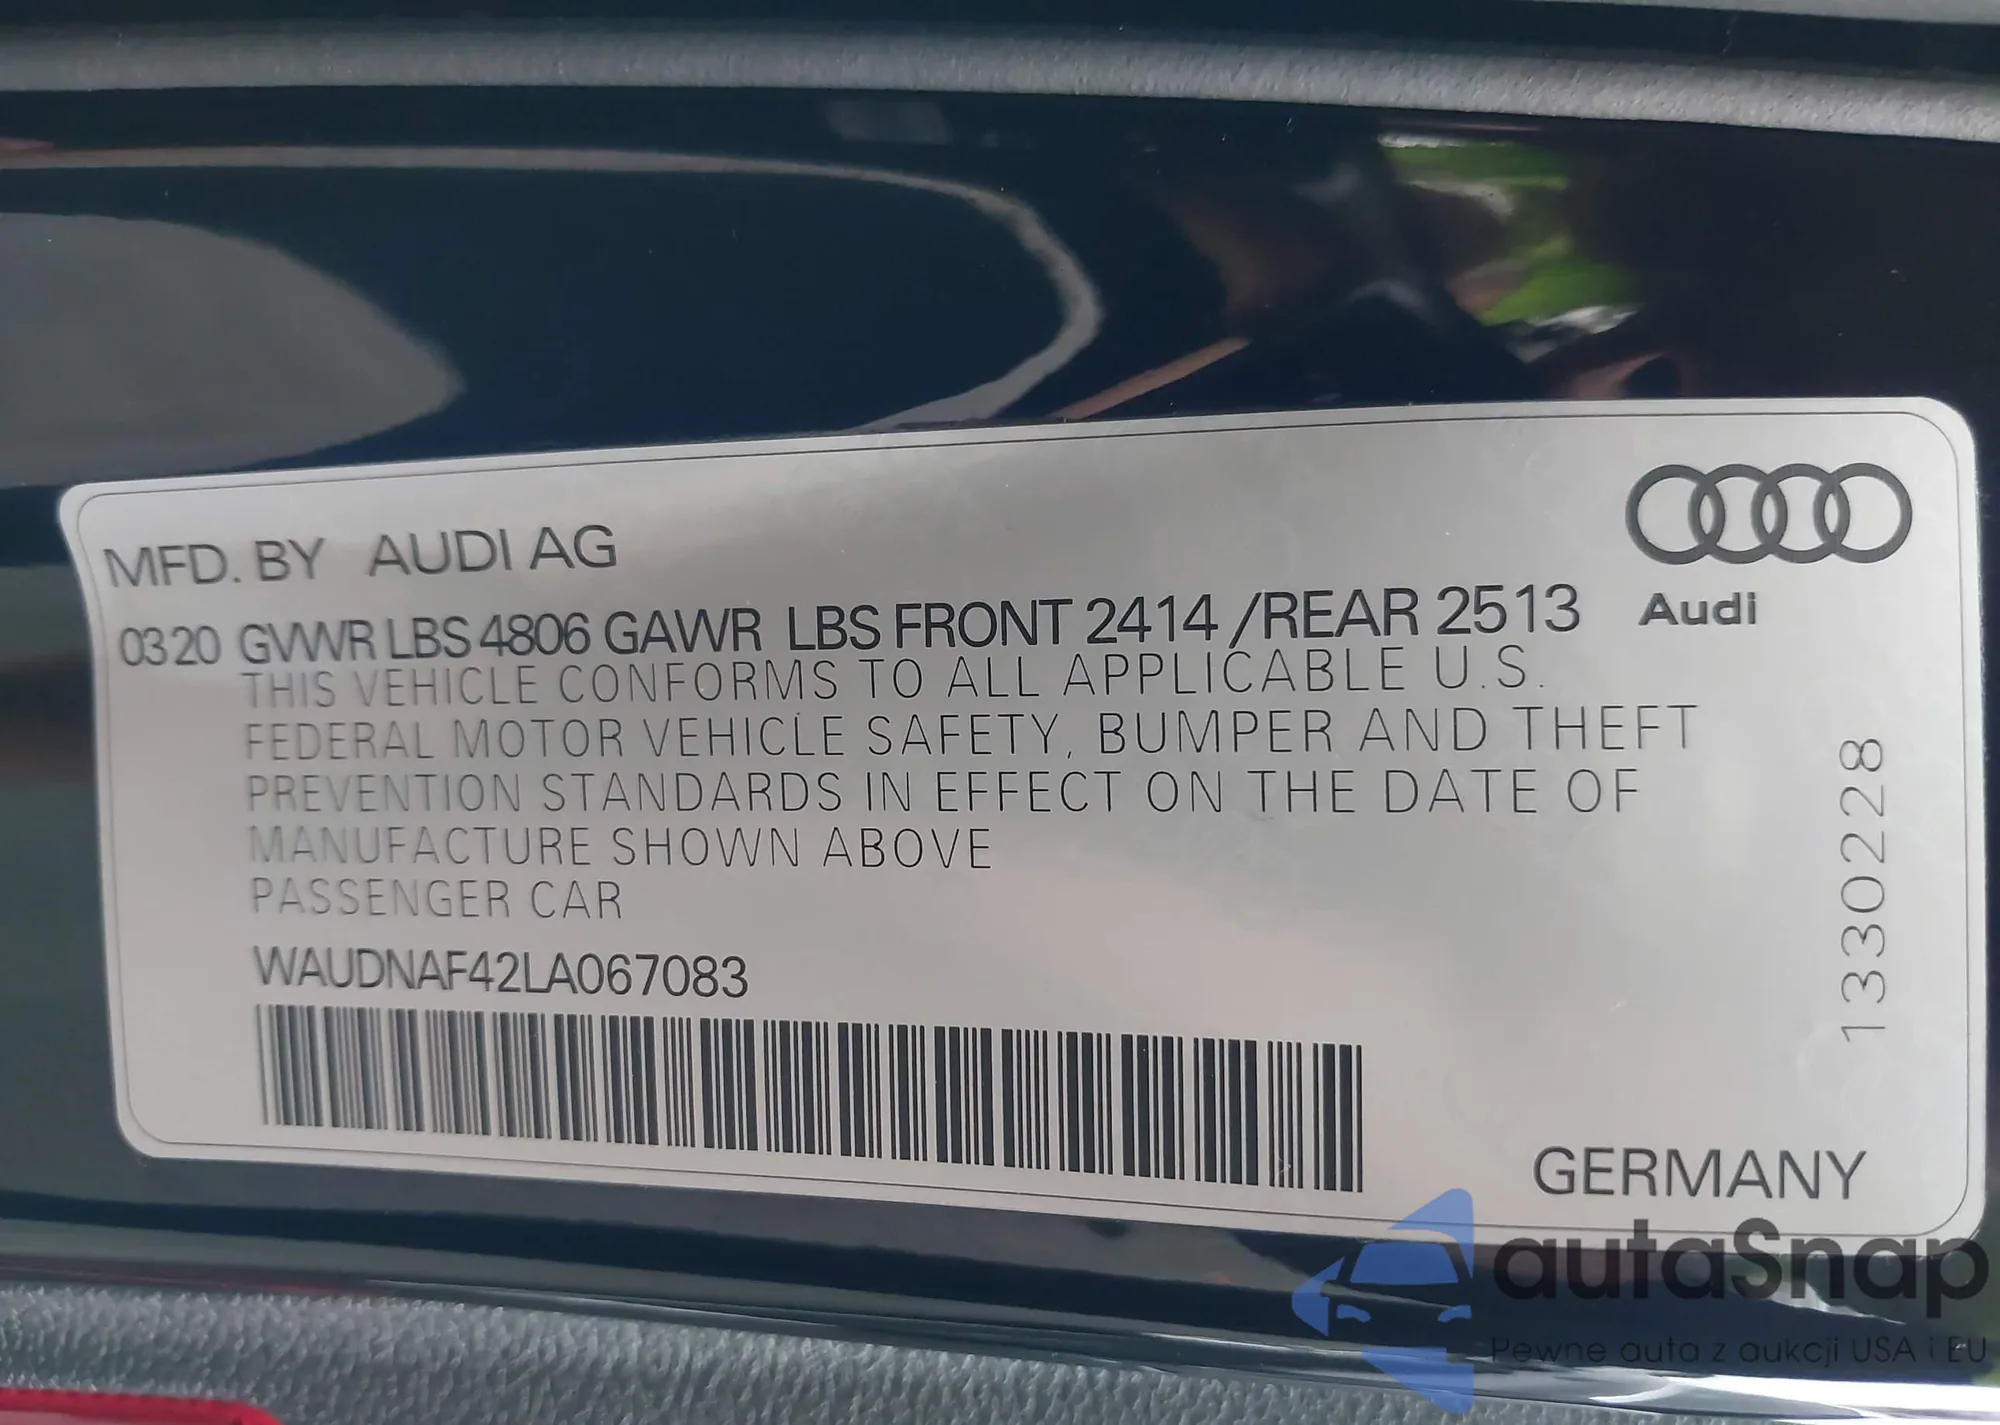 MFD. BY AUDI AG
0320 GVWR LBS 4806 GAWR LBS FRONT 2414 /REAR 2513
THIS VEHICLE CONFORMS TO ALL APPLICABLE U.S.
FEDERAL MOTOR VEHICLE SAFETY, BUMPER AND THEFT
PREVENTION STANDARDS IN EFFECT ON THE DATE OF
MANUFACTURE SHOWN ABOVE
PASSENGER CAR
WAUDNAF42LA067083
Audi
1330228
GERMANY
autaSnap
Pewne auta z aukcji USA i EU